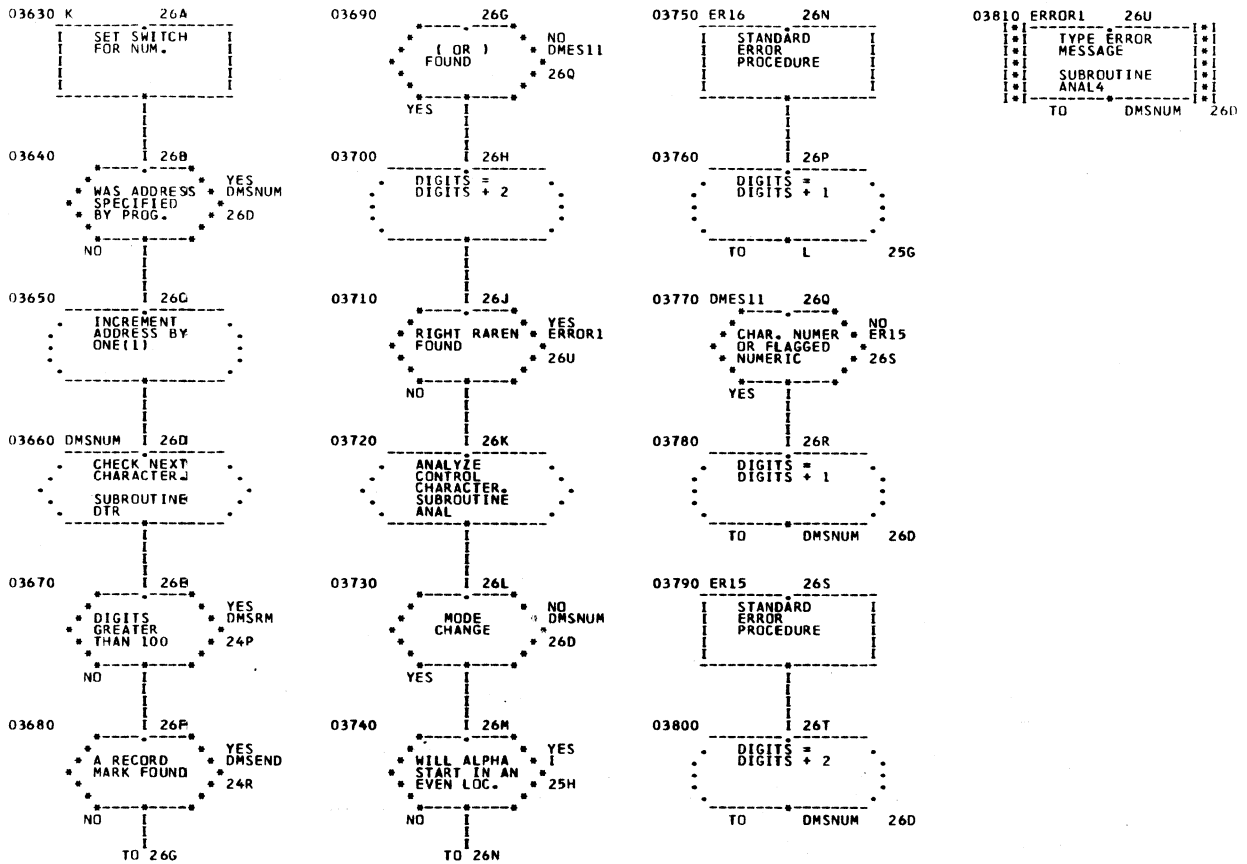 03630 K 26A
SET SWITCH
FOR NUM.
03640 26B
WAS ADDRESS
SPECIFIED
BY PROG.
YES
DMSNUM
26D
NO
03650 26C
INCREMENT
ADDRESS BY
ONE(1)
03660 DMSNUM 26D
CHECK NEXT
CHARACTER.
SUBROUTINE
DTR
03670 26E
DIGITS
GREATER
THAN 100
YES
DMSRM
24P
NO
03680 26F
A RECORD
MARK FOUND
YES
DMSEND
24R
NO
TO 26G
03690 26G
( OR )
FOUND
NO
DMES11
26Q
YES
03700 26H
DIGITS =
DIGITS + 2
03710 26J
RIGHT RAREN
FOUND
YES
ERROR1
26U
NO
03720 26K
ANALYZE
CONTROL
CHARACTER.
SUBROUTINE
ANAL
03730 26L
MODE
CHANGE
NO
DMSNUM
26D
YES
03740 26M
WILL ALPHA
START IN AN
EVEN LOC.
YES
I
25H
NO
TO 26N
03750 ER16 26N
STANDARD
ERROR
PROCEDURE
03760 26P
DIGITS =
DIGITS + 1
TO L 25G
03770 DMES11 26Q
CHAR. NUMER
OR FLAGGED
NUMERIC
NO
ER15
26S
YES
03780 26R
DIGITS =
DIGITS + 1
TO DMSNUM 26D
03790 ER15 26S
STANDARD
ERROR
PROCEDURE
03800 26T
DIGITS =
DIGITS + 2
TO DMSNUM 26D
03810 ERROR1 26U
TYPE ERROR
MESSAGE
SUBROUTINE
ANAL4
TO DMSNUM 26D